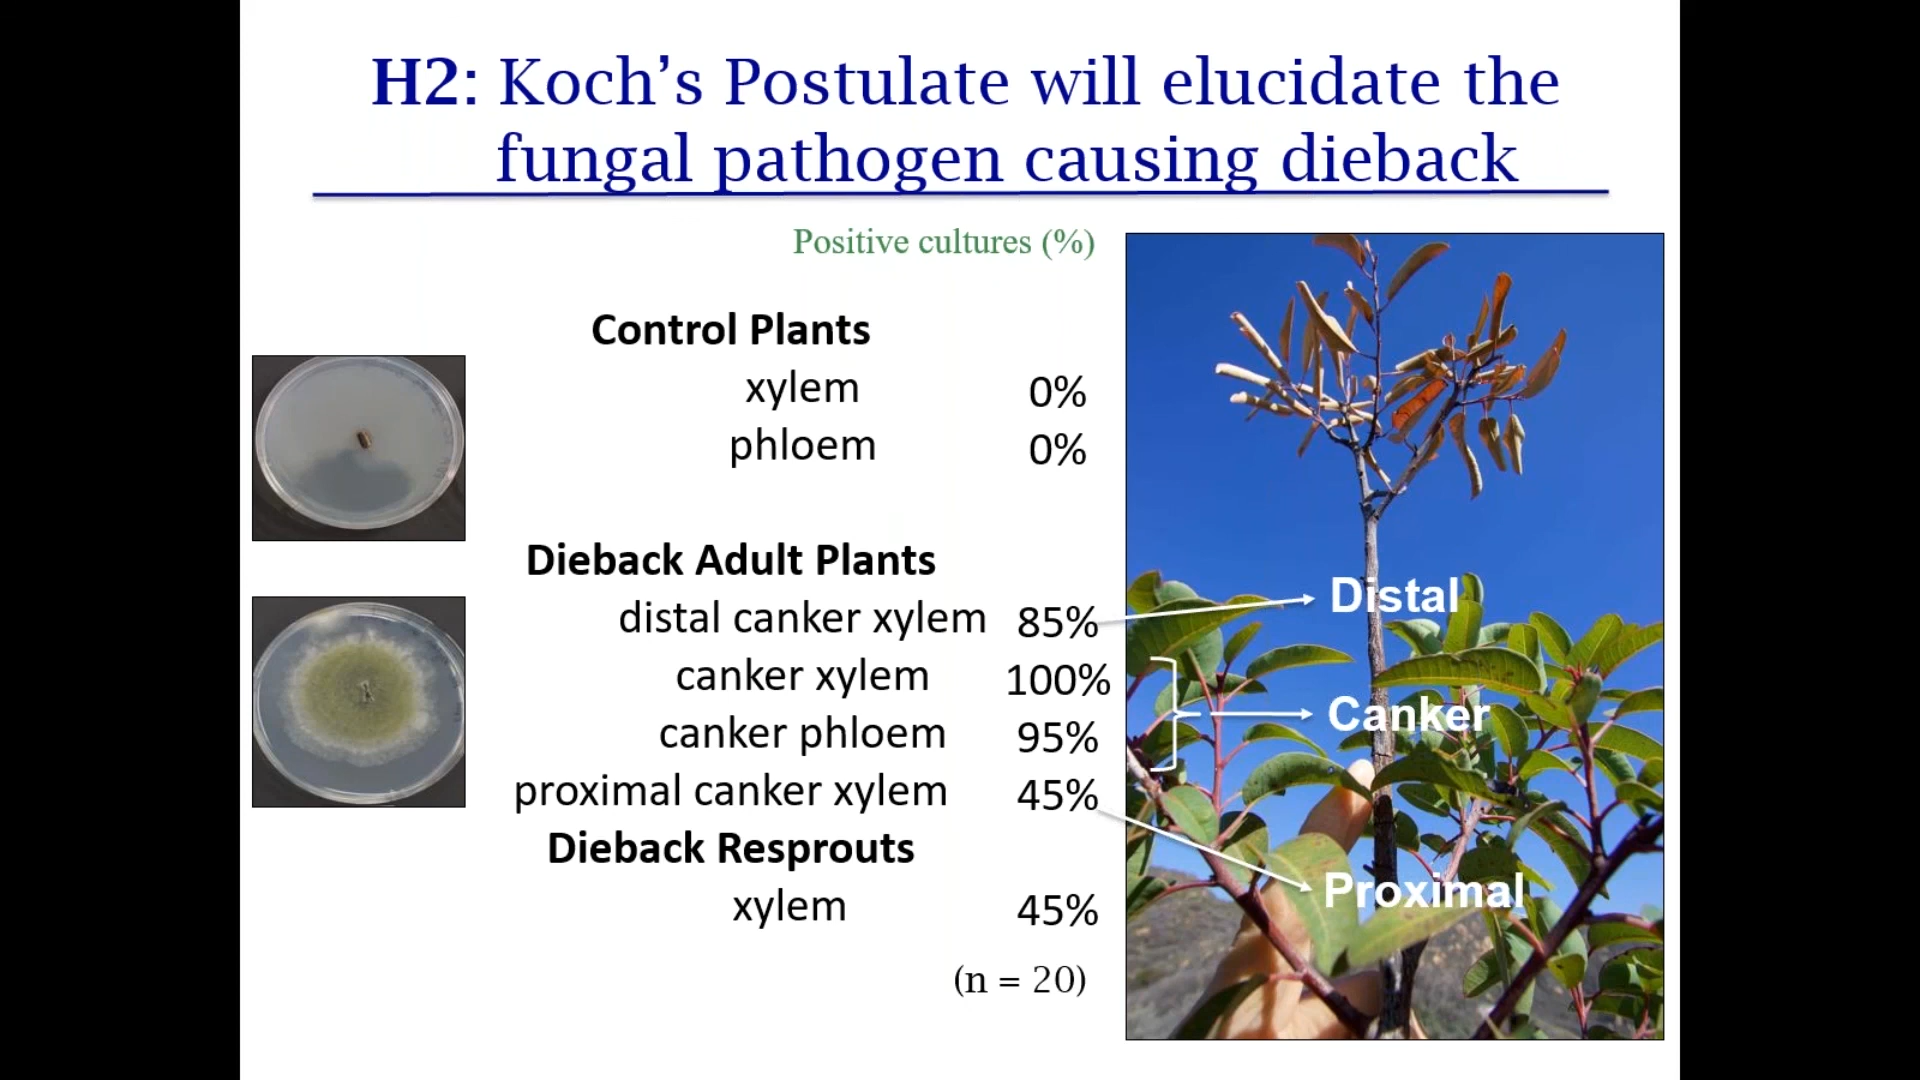 H2: Koch’s Postulate will elucidate the
fungal pathogen causing dieback
Positive cultures (%)
Control Plants
xylem 0%
phloem 0%
Dieback Adult Plants
distal canker xylem 85%
canker xylem 100%
canker phloem 95%
proximal canker xylem 45%
Dieback Resprouts
xylem 45%
(n = 20)
Distal
Canker
Proximal